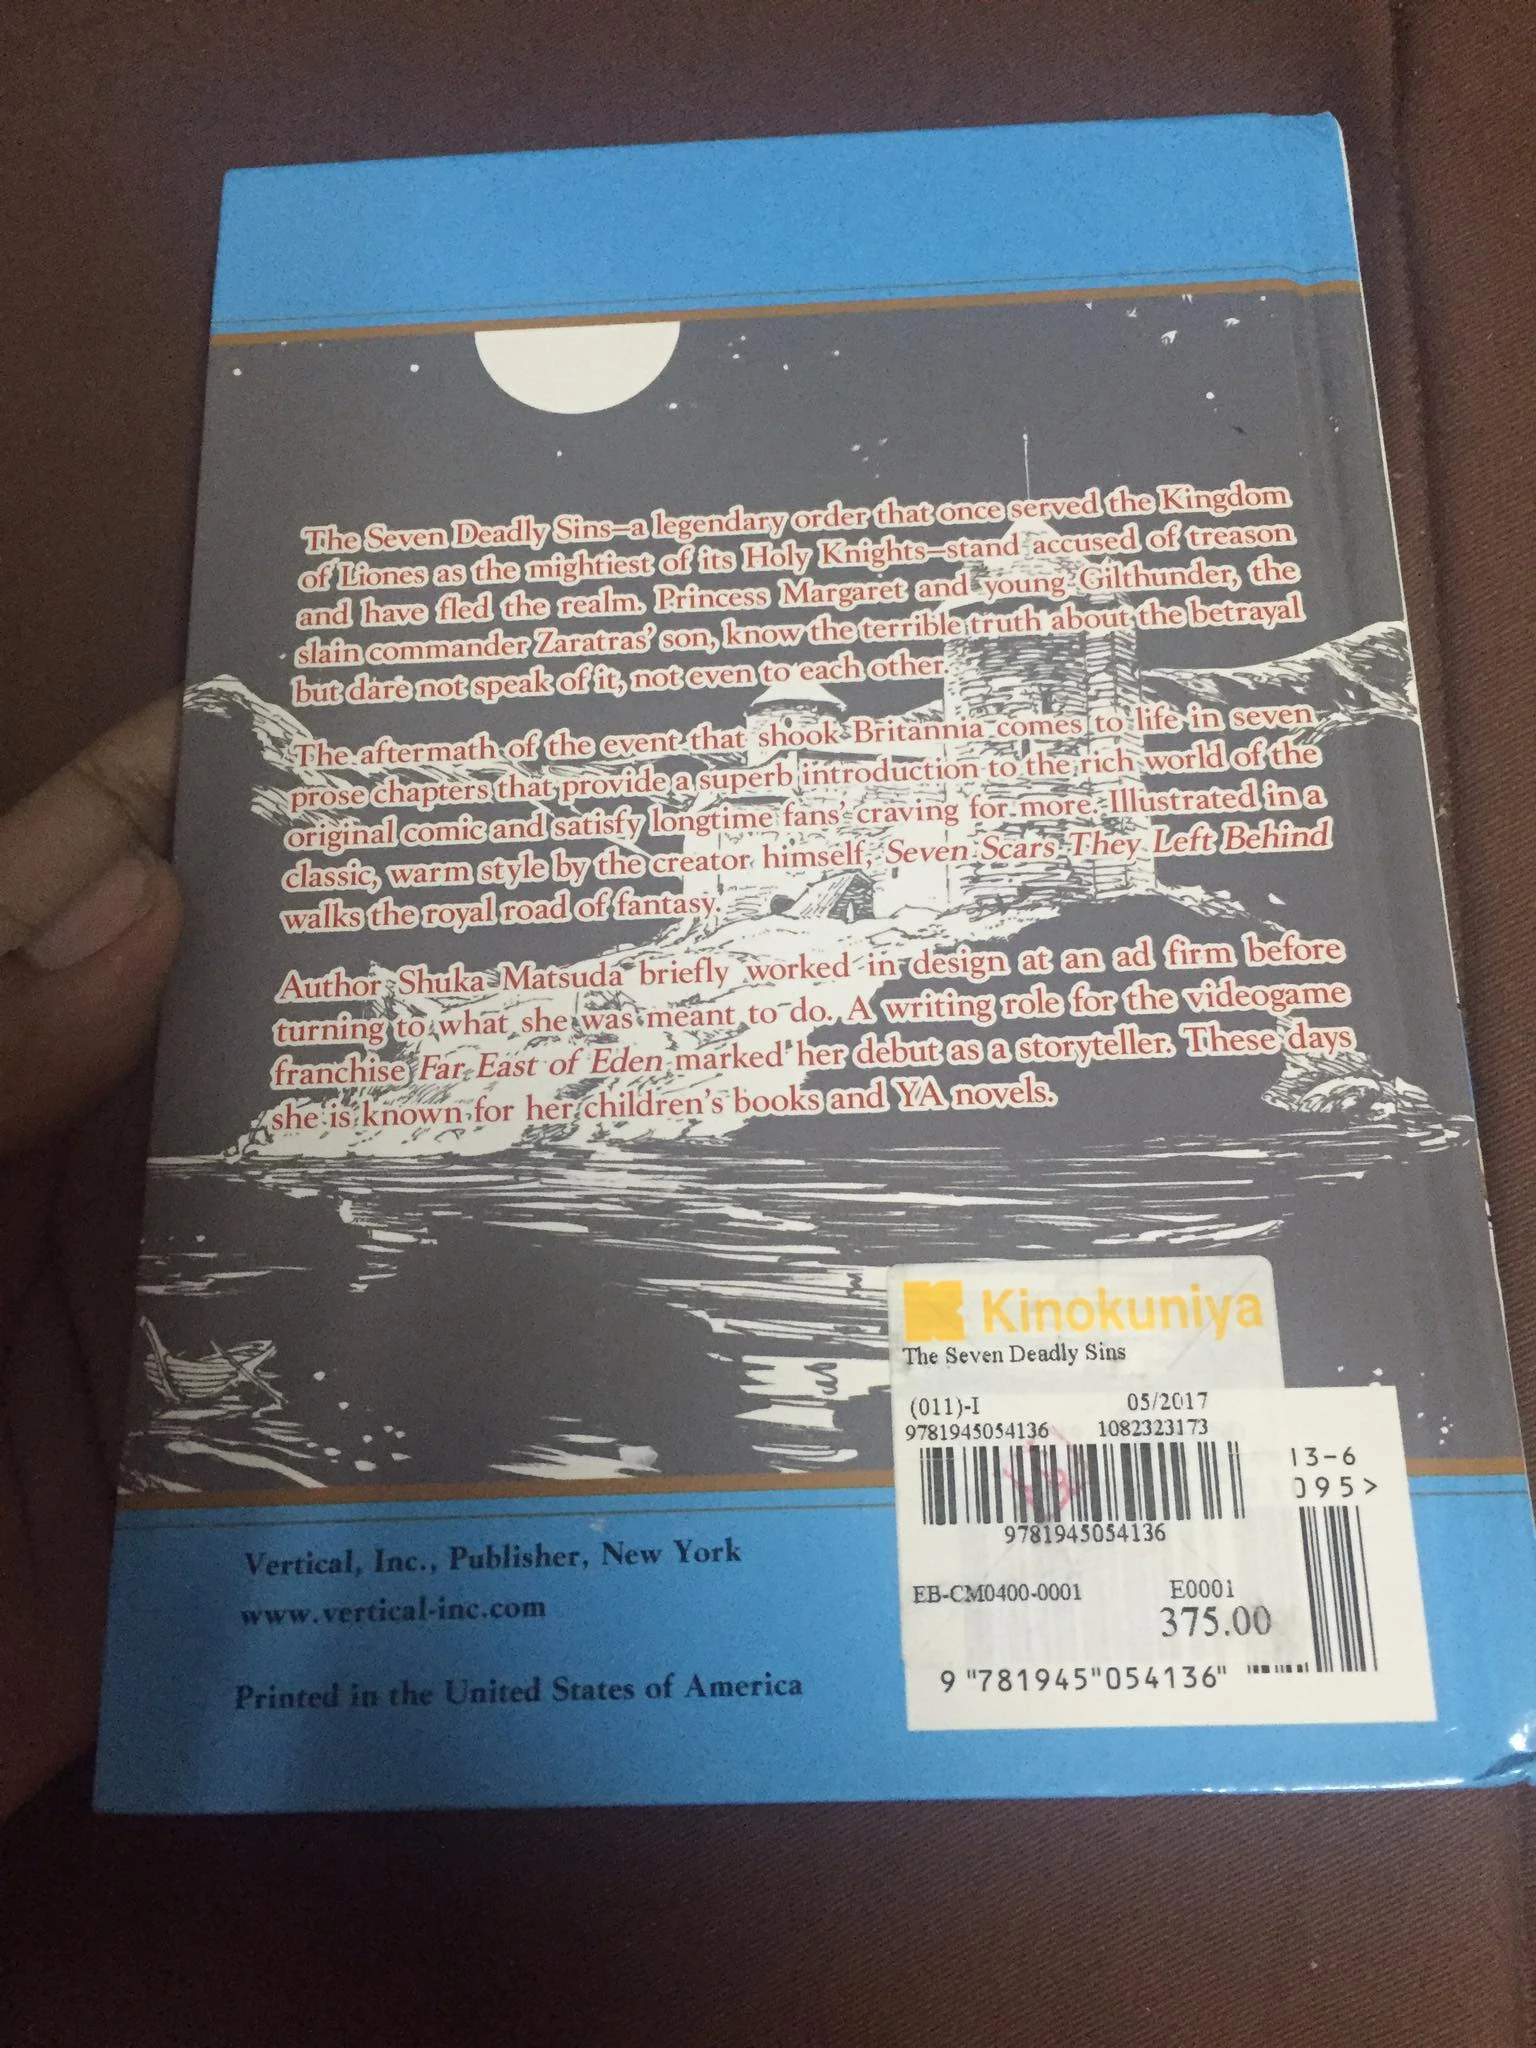 The Seven Deadly Sins—a legendary order that once served the Kingdom
of Liones as the mightiest of its Holy Knights—stand accused of treason
and have fled the realm. Princess Margaret and young Gilthunder, the
slain commander Zaratras' son, know the terrible truth about the betrayal
but dare not speak of it, not even to each other.
The aftermath of the event that shook Britannia comes to life in seven
prose chapters that provide a superb introduction to the rich world of the
original comic and satisfy longtime fans' craving for more. Illustrated in a
classic, warm style by the creator himself, Seven Scars They Left Behind
walks the royal road of fantasy.
Author Shuka Matsuda briefly worked in design at an ad firm before
turning to what she was meant to do. A writing role for the videogame
franchise Far East of Eden marked her debut as a storyteller. These days
she is known for her children's books and YA novels.
Kinokuniya
The Seven Deadly Sins
(011)-I 05/2017
9781945054136 1082323173
13-6
095>
9781945054136
EB-CM0400-0001 E0001
375.00
9 "781945"054136"
Vertical, Inc., Publisher, New York
www.vertical-inc.com
Printed in the United States of America